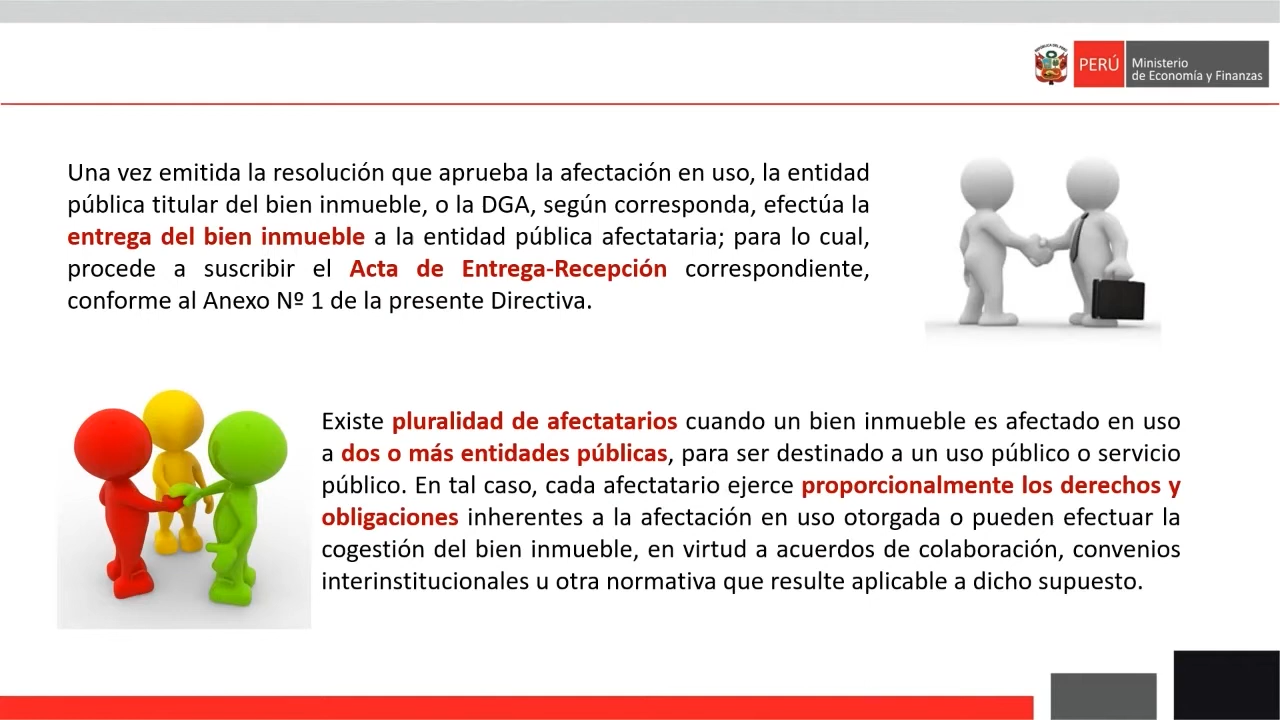 REPÚBLICA DEL PERÚ
PERÚ
Ministerio
de Economía y Finanzas
Una vez emitida la resolución que aprueba la afectación en uso, la entidad
pública titular del bien inmueble, o la DGA, según corresponda, efectúa la
entrega del bien inmueble a la entidad pública afectataria; para lo cual,
procede a suscribir el Acta de Entrega-Recepción correspondiente,
conforme al Anexo Nº 1 de la presente Directiva.
Existe pluralidad de afectatarios cuando un bien inmueble es afectado en uso
a dos o más entidades públicas, para ser destinado a un uso público o servicio
público. En tal caso, cada afectatario ejerce proporcionalmente los derechos y
obligaciones inherentes a la afectación en uso otorgada o pueden efectuar la
cogestión del bien inmueble, en virtud a acuerdos de colaboración, convenios
interinstitucionales u otra normativa que resulte aplicable a dicho supuesto.